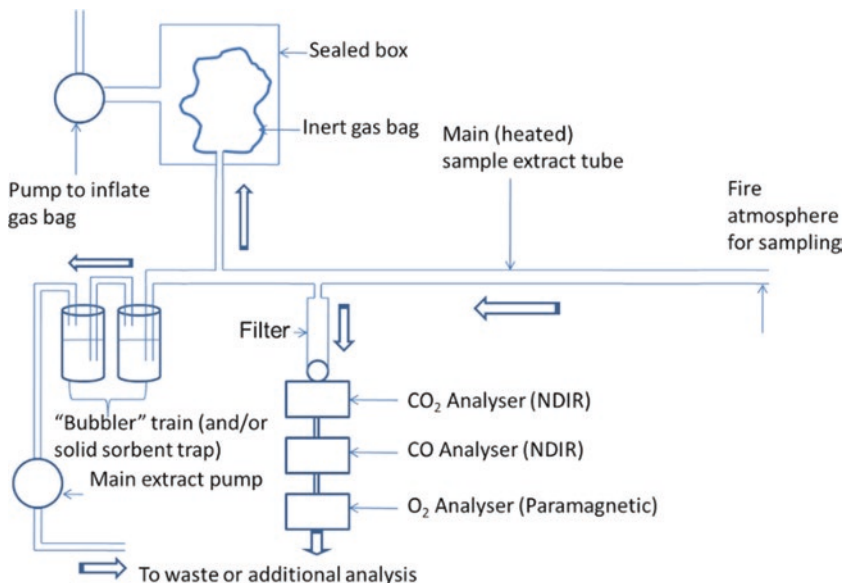 Sealed box
Inert gas bag
Pump to inflate
gas bag
Main (heated)
sample extract tube
Fire
atmosphere
for sampling
Filter
CO₂ Analyser (NDIR)
“Bubbler” train (and/or
solid sorbent trap)
CO Analyser (NDIR)
Main extract pump
O₂ Analyser (Paramagnetic)
To waste or additional analysis